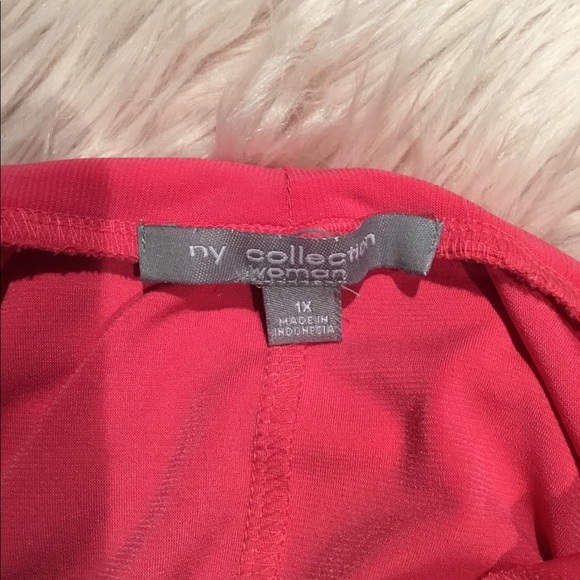 ny collection
woman
1X
MADE IN
INDONESIA